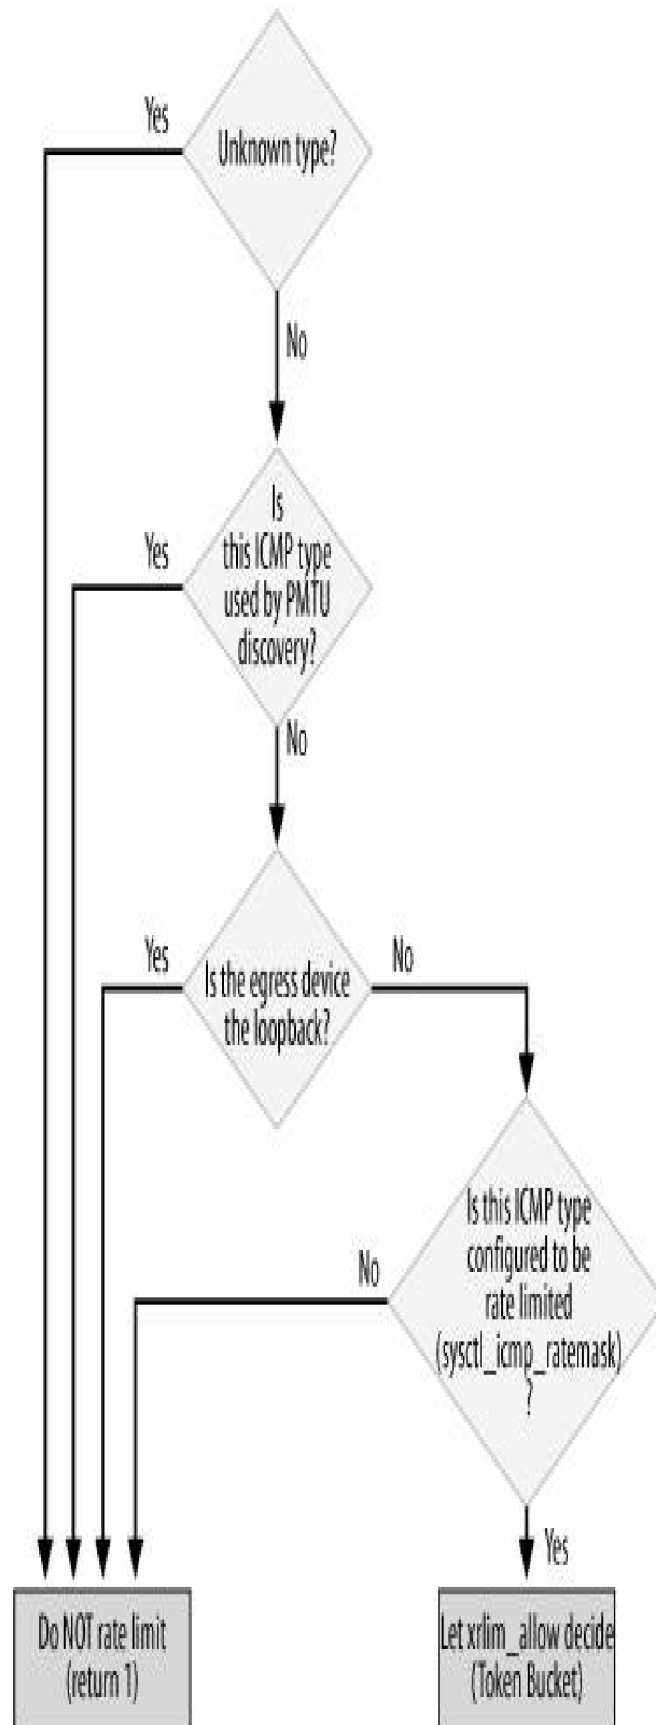 Yes
Unknown type?
No
Is
this ICMP type
used by PMTU
discovery?
Yes
No
Is the egress device
the loopback?
Yes
No
Is this ICMP type
configured to be
rate limited
(sysctl_icmp_ratemask)
?
No
Yes
Do NOT rate limit
(return 1)
Let xrlim_allow decide
(Token Bucket)